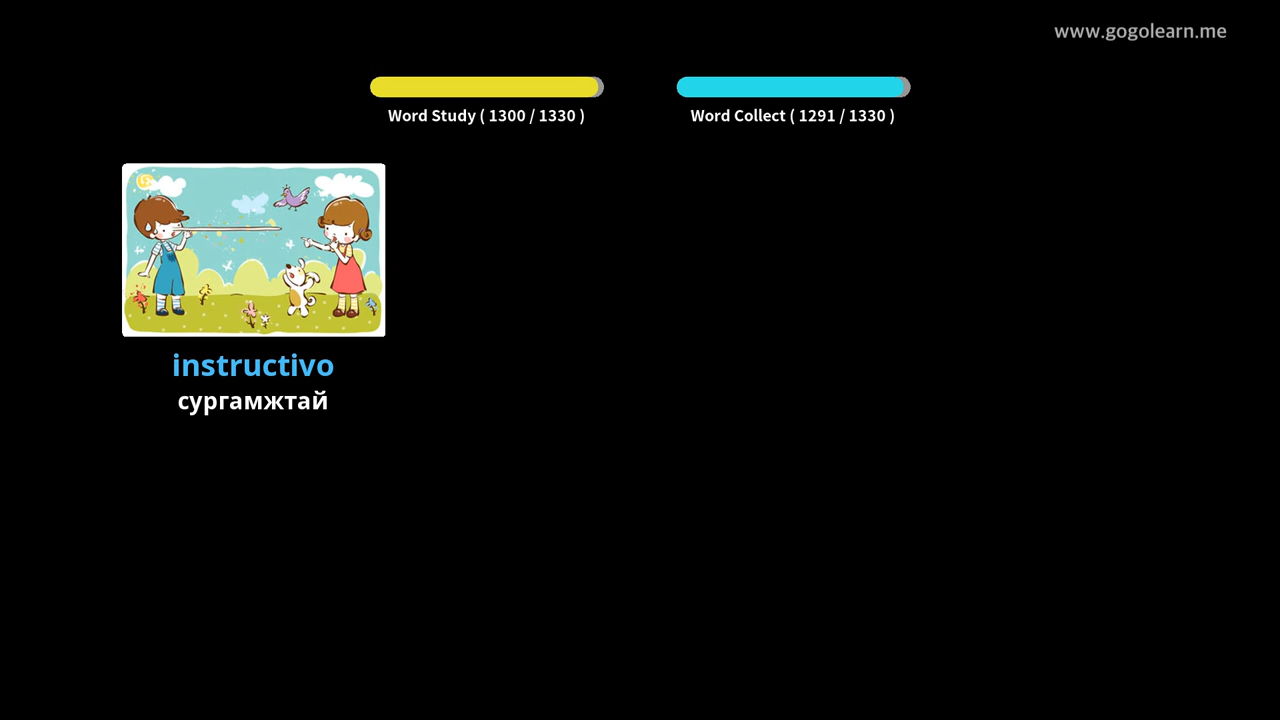 www.gogolearn.me
Word Study ( 1300 / 1330 )
Word Collect ( 1291 / 1330 )
instructivo
сургамжтай